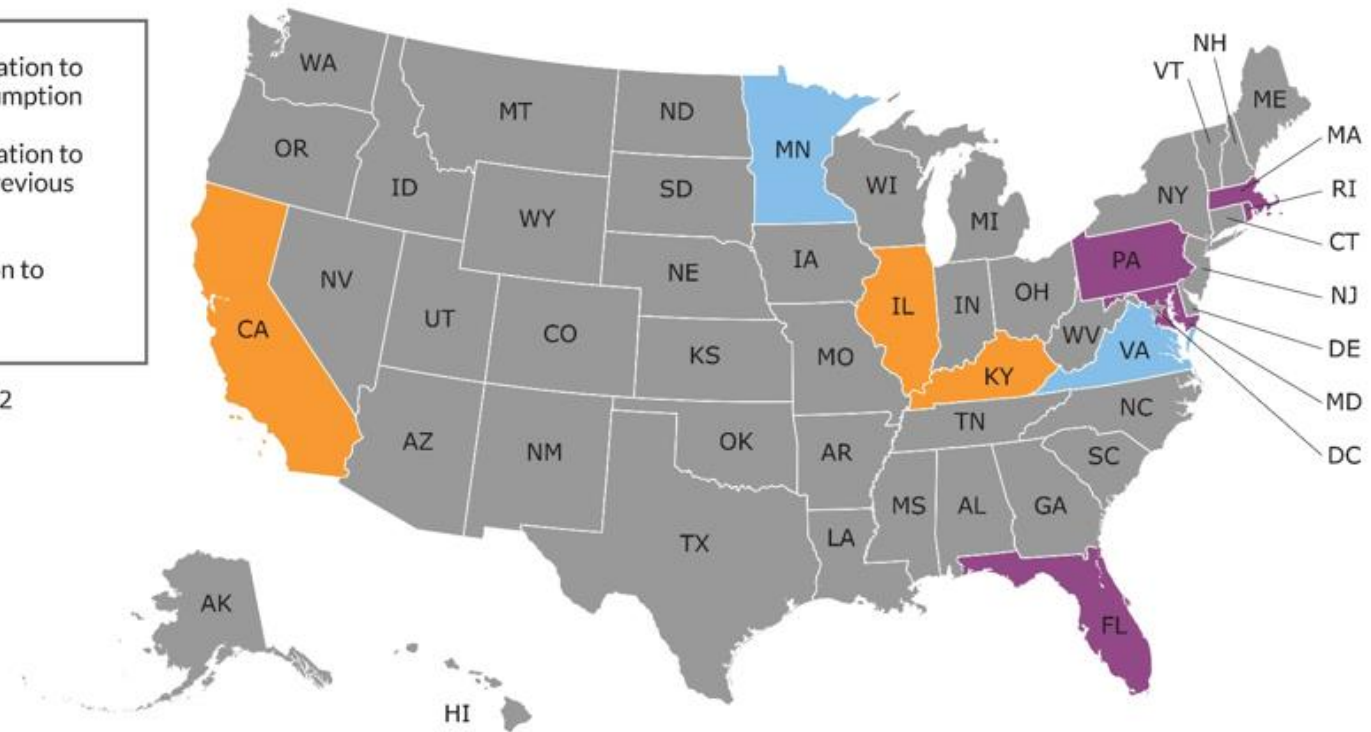 ation to
umption
ation to
revious
n to
2
WA
MT
ND
MN
OR
ID
SD
WI
MI
NY
VT
NH
ME
MA
RI
CT
NJ
DE
MD
DC
WY
NE
IA
PA
NV
UT
CO
KS
MO
IL
IN
OH
WV
VA
CA
KY
AZ
NM
OK
AR
TN
NC
SC
TX
LA
MS
AL
GA
FL
AK
HI